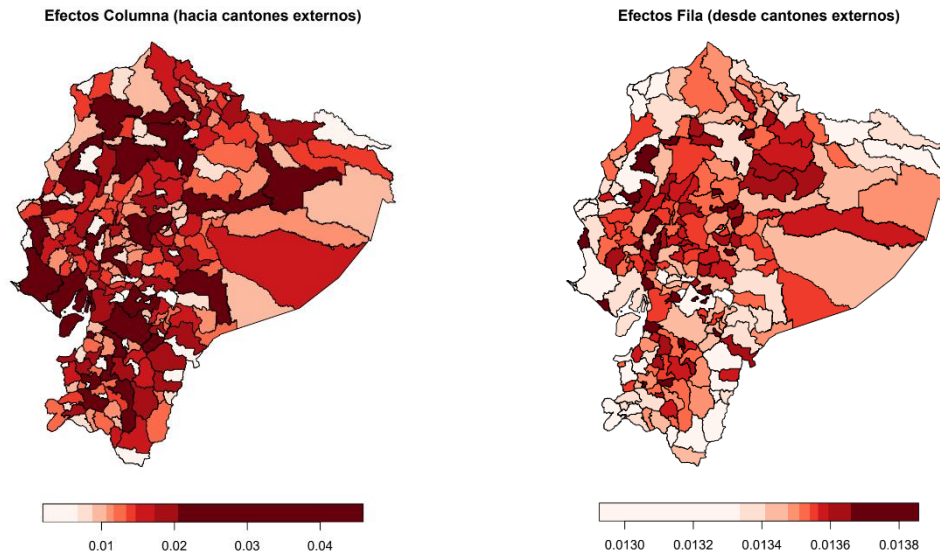 Efectos Columna (hacia cantones externos)
Efectos Fila (desde cantones externos)
0.01 0.02 0.03 0.04
0.0130 0.0132 0.0134 0.0136 0.0138